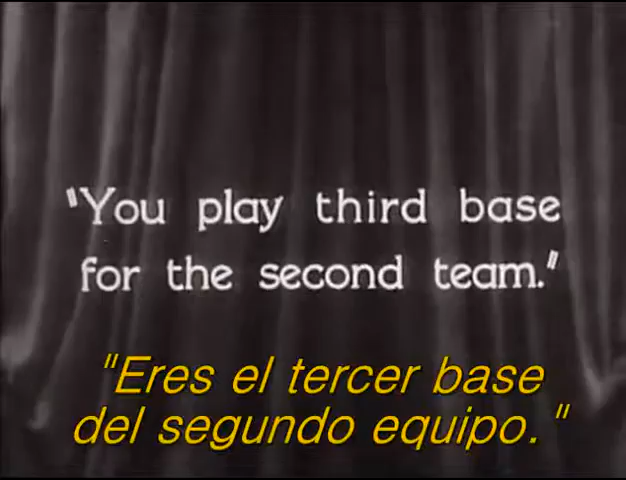 "You play third base
for the second team."
"Eres el tercer base
del segundo equipo."